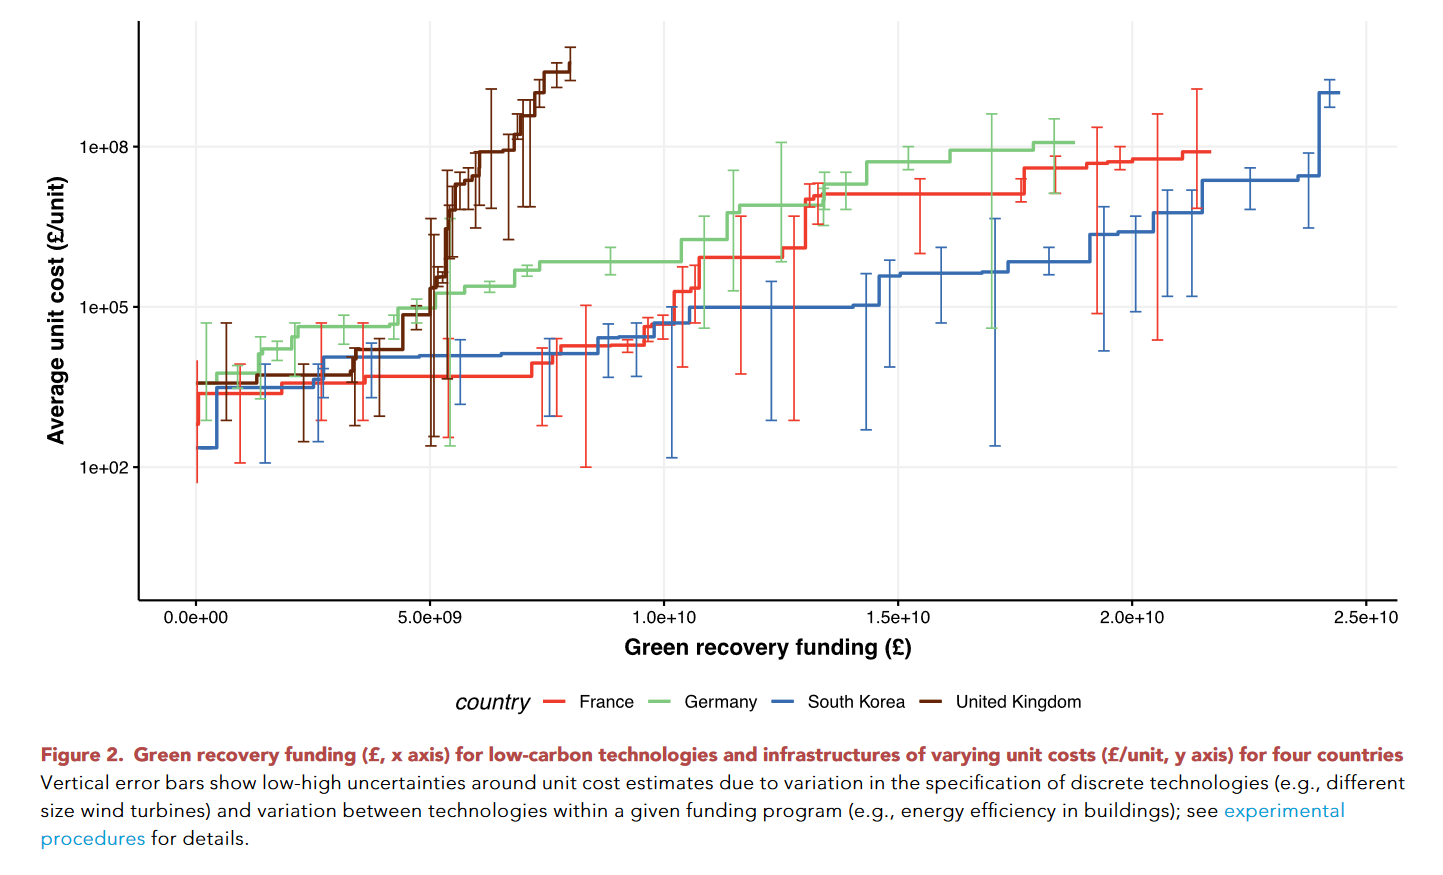 Average unit cost (£/unit)
1e+08
1e+05
1e+02
0.0e+00 5.0e+09 1.0e+10 1.5e+10 2.0e+10 2.5e+10
Green recovery funding (£)
country France Germany South Korea United Kingdom
Figure 2. Green recovery funding (£, x axis) for low-carbon technologies and infrastructures of varying unit costs (£/unit, y axis) for four countries
Vertical error bars show low-high uncertainties around unit cost estimates due to variation in the specification of discrete technologies (e.g., different
size wind turbines) and variation between technologies within a given funding program (e.g., energy efficiency in buildings); see experimental
procedures for details.